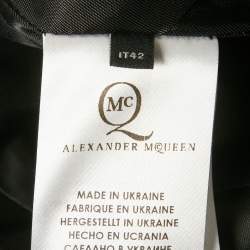 IT42
McQ
ALEXANDER MCQUEEN
MADE IN UKRAINE
FABRIQUE EN UKRAINE
HERGESTELLT IN UKRAINE
HECHO EN UCRANIA
СДЕЛАНО В УКРАИНЕ